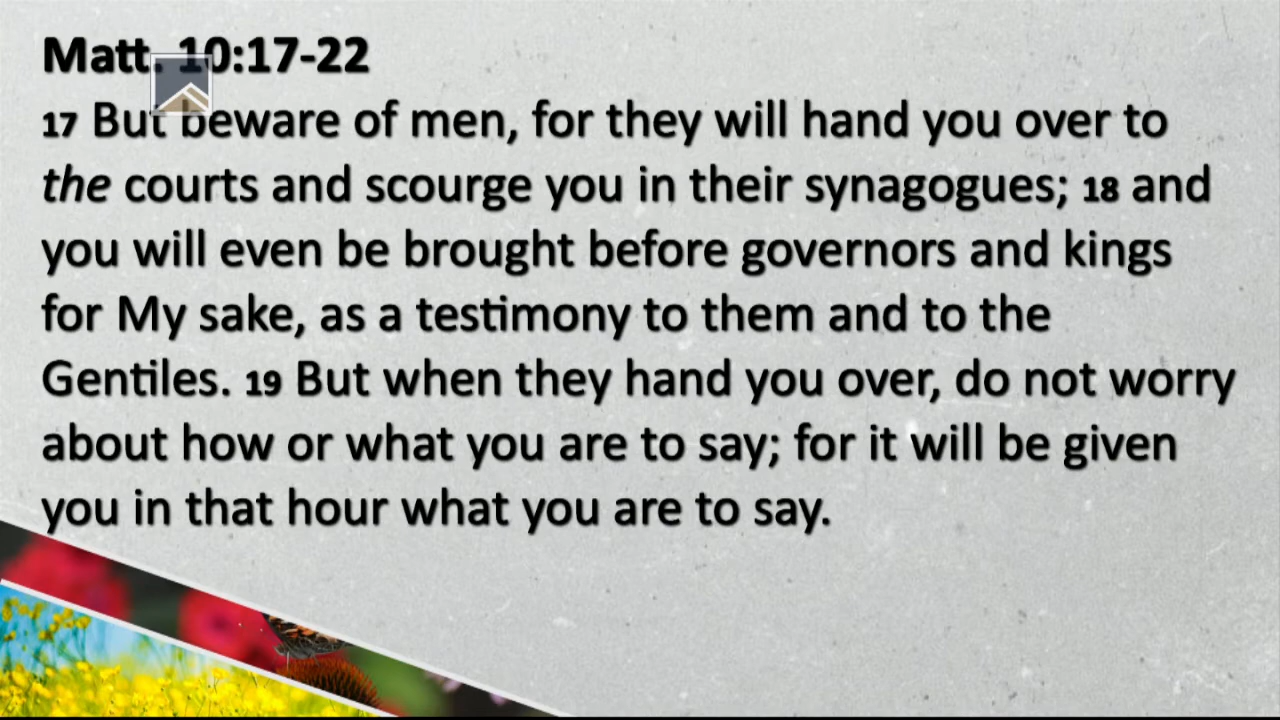 Matt. 10:17-22
17 But beware of men, for they will hand you over to
the courts and scourge you in their synagogues; 18 and
you will even be brought before governors and kings
for My sake, as a testimony to them and to the
Gentiles. 19 But when they hand you over, do not worry
about how or what you are to say; for it will be given
you in that hour what you are to say.